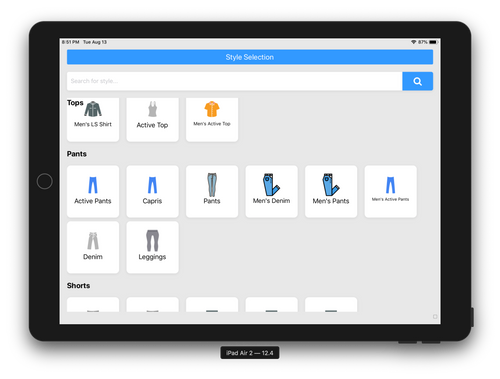 9:51 PM Tue Aug 13 87%
Style Selection
Search for style...
Tops
Men's LS Shirt Active Top Men's Active Top
Pants
Active Pants Capris Pants Men's Denim Men's Pants Men's Active Pants
Denim Leggings
Shorts
iPad Air 2 — 12.4